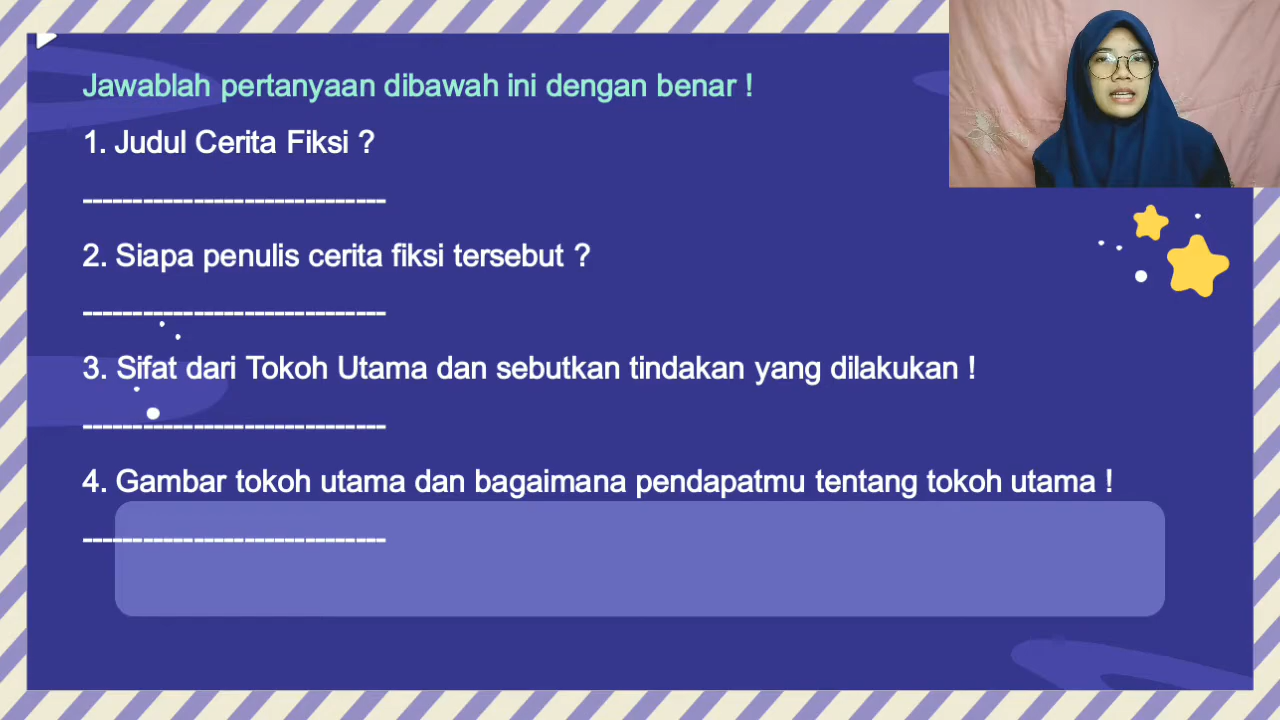 Jawablah pertanyaan dibawah ini dengan benar !
1. Judul Cerita Fiksi ?
------------------------------
2. Siapa penulis cerita fiksi tersebut ?
------------------------------
3. Sifat dari Tokoh Utama dan sebutkan tindakan yang dilakukan !
------------------------------
4. Gambar tokoh utama dan bagaimana pendapatmu tentang tokoh utama !
------------------------------